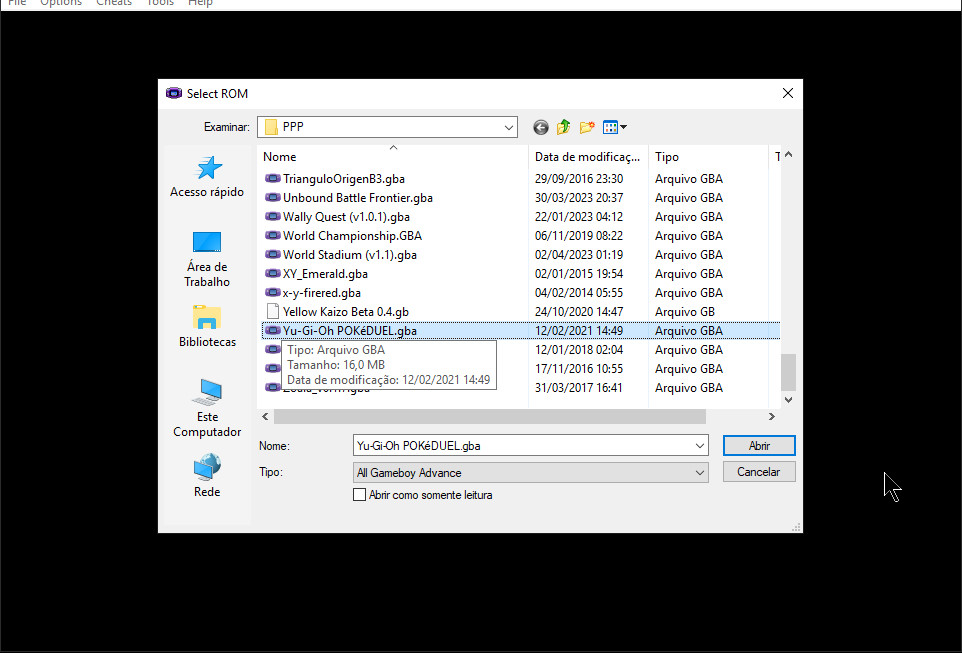 File Options Cheats Tools Help
Select ROM
Examinar: PPP
Nome Data de modificaç... Tipo T
TrianguloOrigenB3.gba 29/09/2016 23:30 Arquivo GBA
Unbound Battle Frontier.gba 30/03/2023 20:37 Arquivo GBA
Wally Quest (v1.0.1).gba 22/01/2023 04:12 Arquivo GBA
World Championship.GBA 06/11/2019 08:22 Arquivo GBA
World Stadium (v1.1).gba 02/04/2023 01:19 Arquivo GBA
XY_Emerald.gba 02/01/2015 19:54 Arquivo GBA
x-y-firered.gba 04/02/2014 05:55 Arquivo GBA
Yellow Kaizo Beta 0.4.gb 24/10/2020 14:47 Arquivo GB
Yu-Gi-Oh POKéDUEL.gba 12/02/2021 14:49 Arquivo GBA
12/01/2018 02:04 Arquivo GBA
17/11/2016 10:55 Arquivo GBA
31/03/2017 16:41 Arquivo GBA
Tipo: Arquivo GBA
Tamanho: 16,0 MB
Data de modificação: 12/02/2021 14:49
Acesso rápido
Área de
Trabalho
Bibliotecas
Este
Computador
Rede
Nome: Yu-Gi-Oh POKéDUEL.gba Abrir
Tipo: All Gameboy Advance Cancelar
Abrir como somente leitura